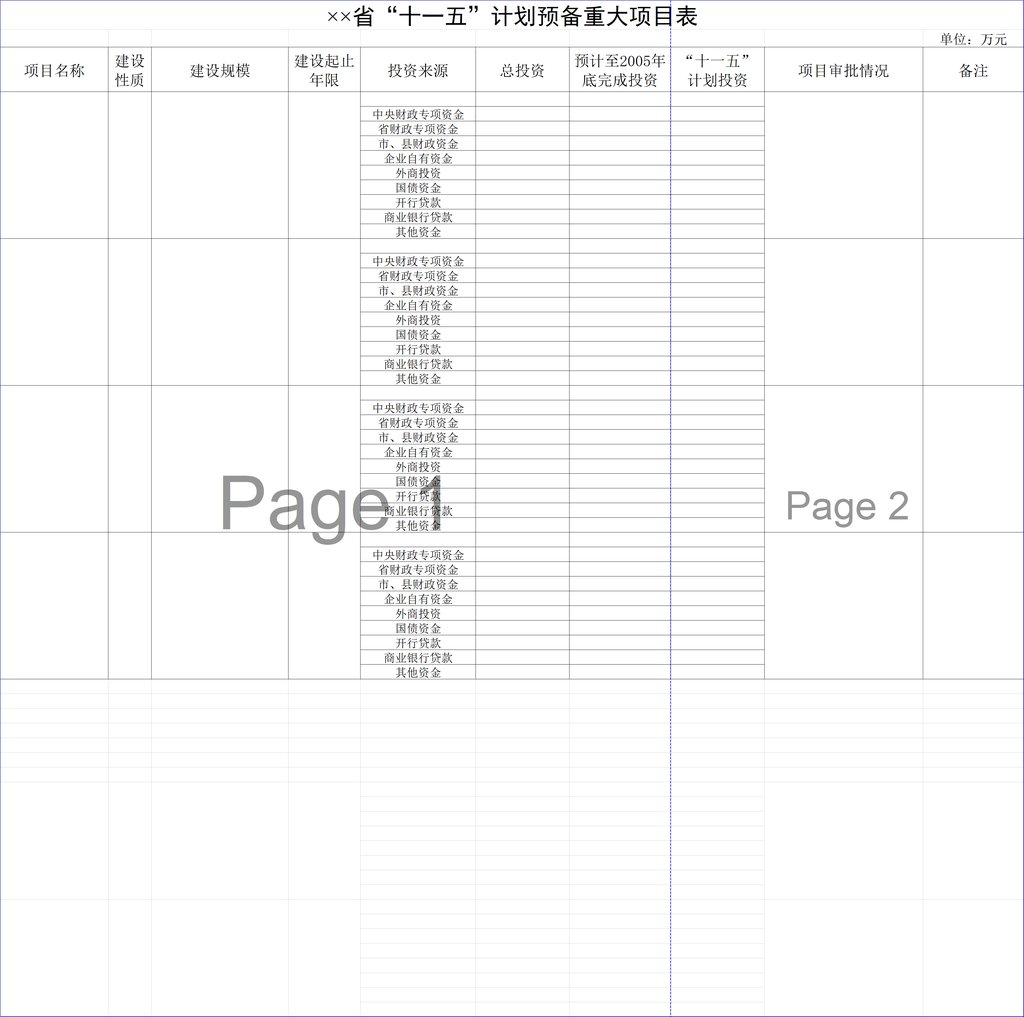 ××省“十一五”计划预备重大项目表
单位：万元
项目名称 建设性质 建设规模 建设起止年限 投资来源 总投资 预计至2005年底完成投资 “十一五”计划投资 项目审批情况 备注
中央财政专项资金
省财政专项资金
市、县财政资金
企业自有资金
外商投资
国债资金
开行贷款
商业银行贷款
其他资金
中央财政专项资金
省财政专项资金
市、县财政资金
企业自有资金
外商投资
国债资金
开行贷款
商业银行贷款
其他资金
中央财政专项资金
省财政专项资金
市、县财政资金
企业自有资金
外商投资
国债资金
开行贷款
商业银行贷款
其他资金
Page 1
Page 2
中央财政专项资金
省财政专项资金
市、县财政资金
企业自有资金
外商投资
国债资金
开行贷款
商业银行贷款
其他资金